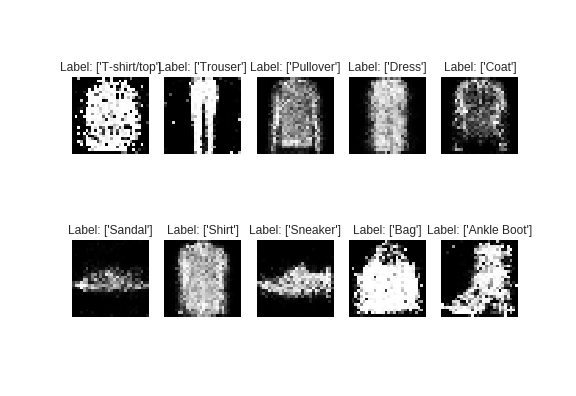 Label: ['T-shirt/top'] Label: ['Trouser'] Label: ['Pullover'] Label: ['Dress'] Label: ['Coat']
Label: ['Sandal'] Label: ['Shirt'] Label: ['Sneaker'] Label: ['Bag'] Label: ['Ankle Boot']